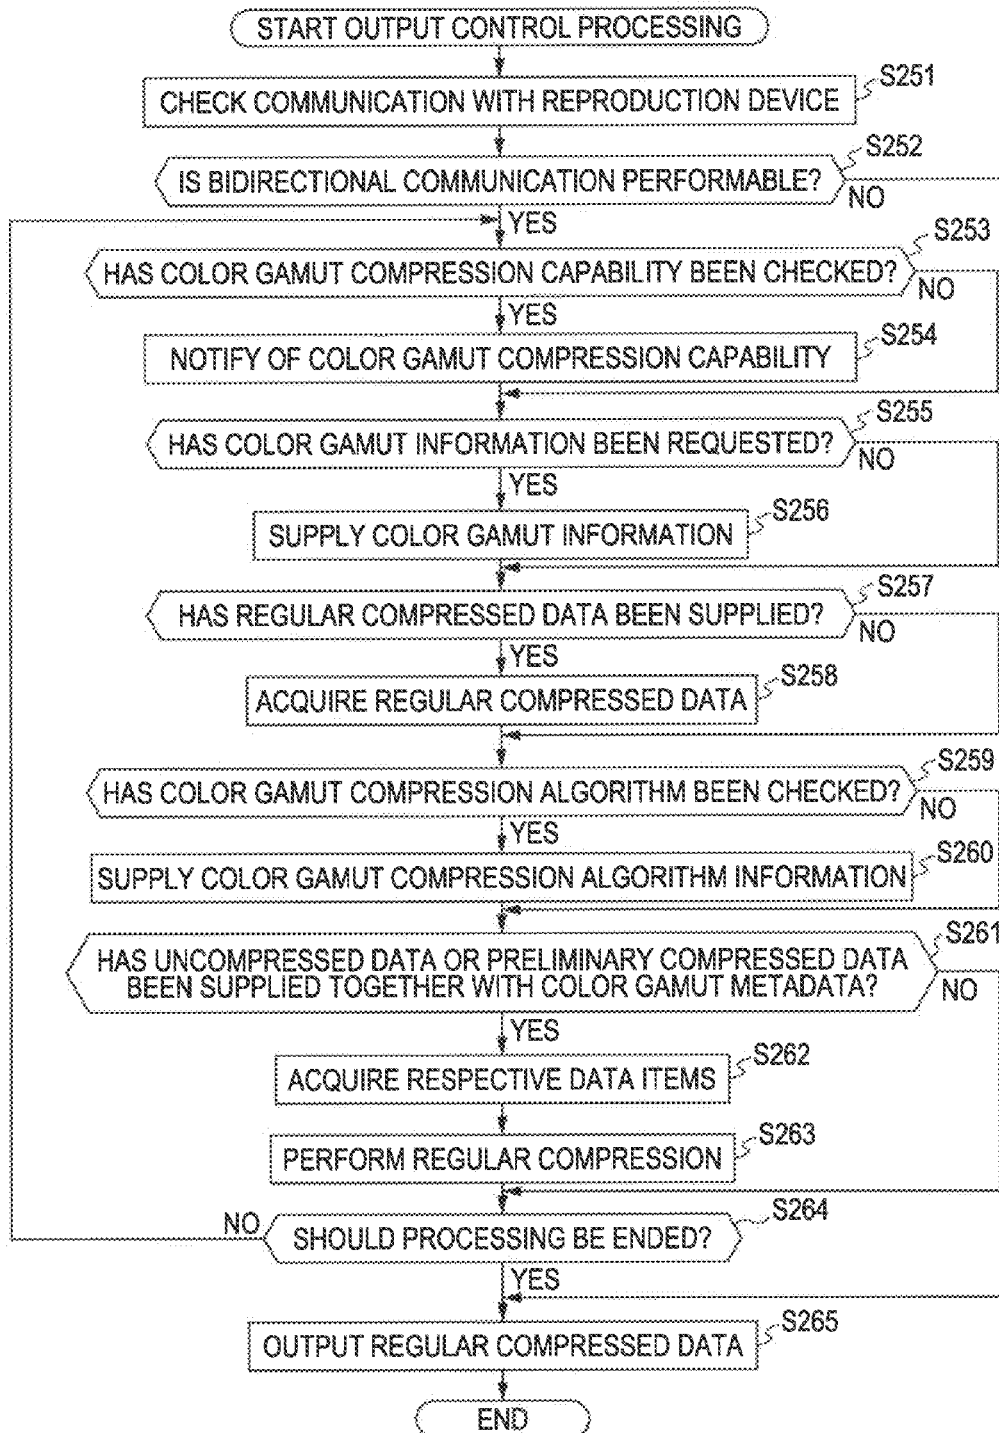 START OUTPUT CONTROL PROCESSING
S251
CHECK COMMUNICATION WITH REPRODUCTION DEVICE
S252
IS BIDIRECTIONAL COMMUNICATION PERFORMABLE?
NO
YES
S253
HAS COLOR GAMUT COMPRESSION CAPABILITY BEEN CHECKED?
NO
YES
S254
NOTIFY OF COLOR GAMUT COMPRESSION CAPABILITY
S255
HAS COLOR GAMUT INFORMATION BEEN REQUESTED?
NO
YES
S256
SUPPLY COLOR GAMUT INFORMATION
S257
HAS REGULAR COMPRESSED DATA BEEN SUPPLIED?
NO
YES
S258
ACQUIRE REGULAR COMPRESSED DATA
S259
HAS COLOR GAMUT COMPRESSION ALGORITHM BEEN CHECKED?
NO
YES
S260
SUPPLY COLOR GAMUT COMPRESSION ALGORITHM INFORMATION
S261
HAS UNCOMPRESSED DATA OR PRELIMINARY COMPRESSED DATA
BEEN SUPPLIED TOGETHER WITH COLOR GAMUT METADATA?
NO
YES
S262
ACQUIRE RESPECTIVE DATA ITEMS
S263
PERFORM REGULAR COMPRESSION
S264
NO
SHOULD PROCESSING BE ENDED?
YES
S265
OUTPUT REGULAR COMPRESSED DATA
END